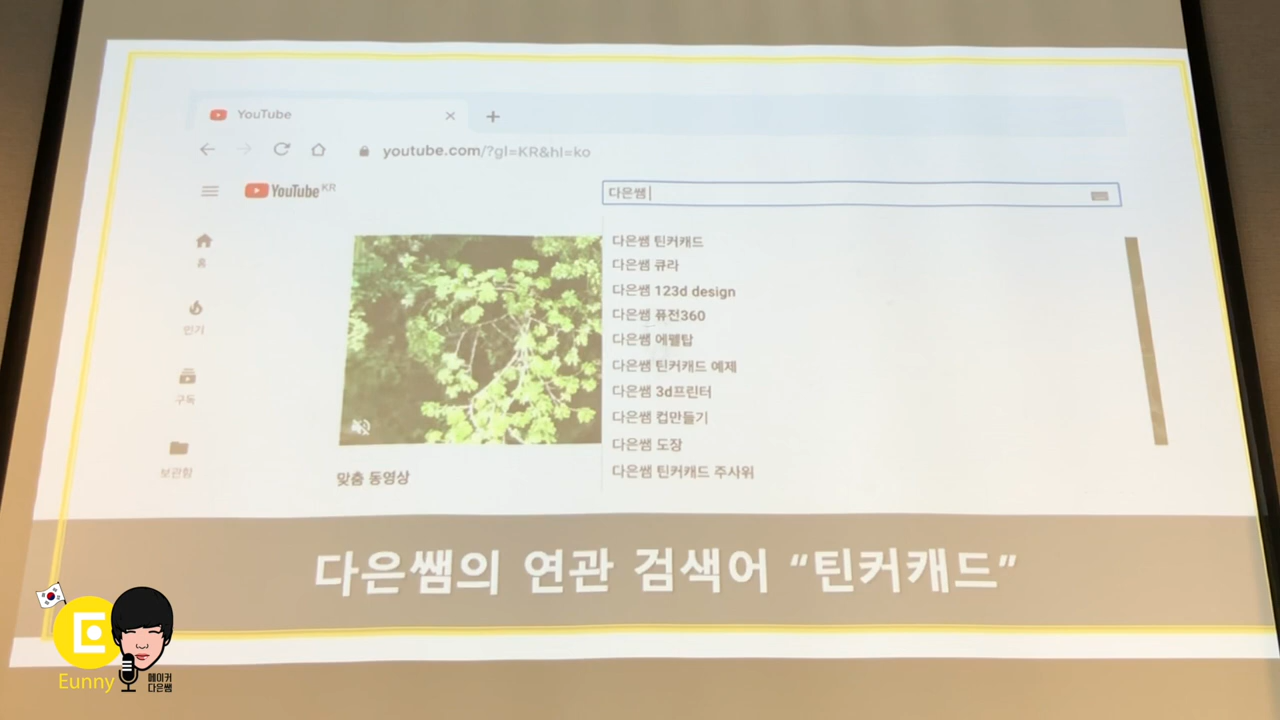 YouTube
youtube.com/?gl=KR&hl=ko
YouTube KR
다은쌤
홈
인기
구독
보관함
다은쌤 틴커캐드
다은쌤 큐라
다은쌤 123d design
다은쌤 퓨전360
다은쌤 에펠탑
다은쌤 틴커캐드 예제
다은쌤 3d프린터
다은쌤 컵만들기
다은쌤 도장
다은쌤 틴커캐드 주사위
맞춤 동영상
다은쌤의 연관 검색어 “틴커캐드”
Eunny
메이커
다은쌤